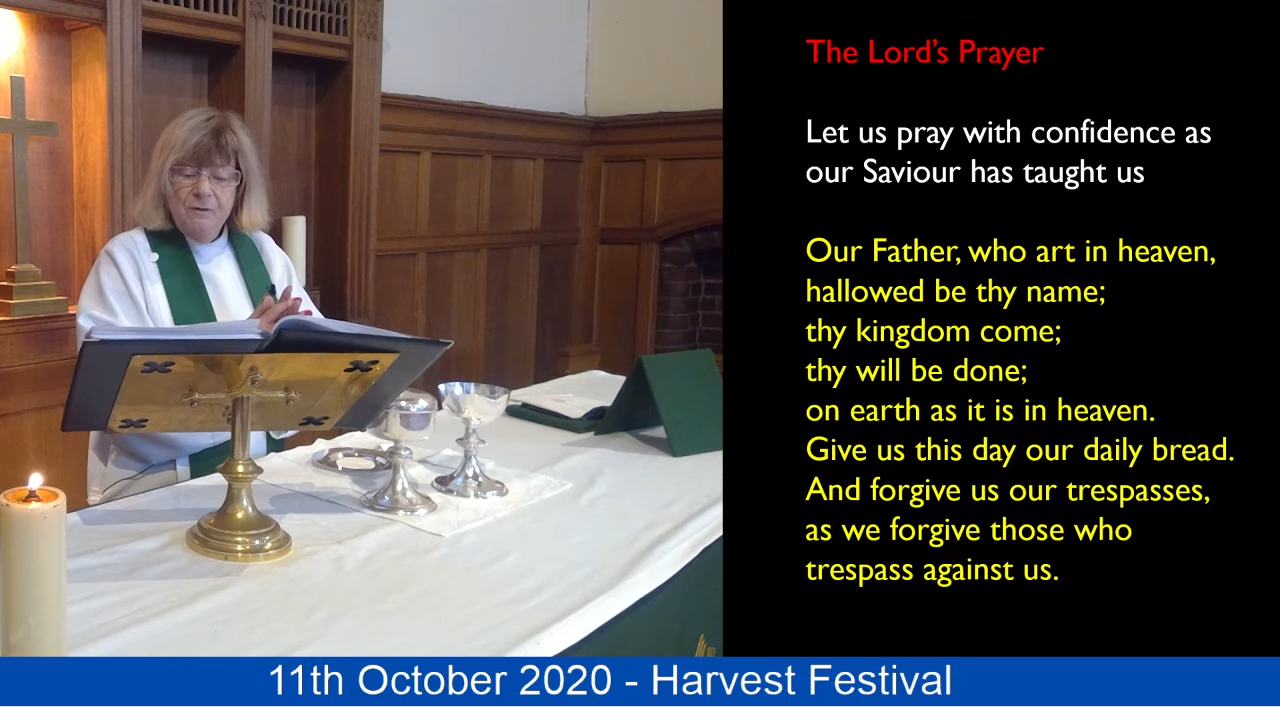 The Lord’s Prayer
Let us pray with confidence as
our Saviour has taught us
Our Father, who art in heaven,
hallowed be thy name;
thy kingdom come;
thy will be done;
on earth as it is in heaven.
Give us this day our daily bread.
And forgive us our trespasses,
as we forgive those who
trespass against us.
11th October 2020 - Harvest Festival